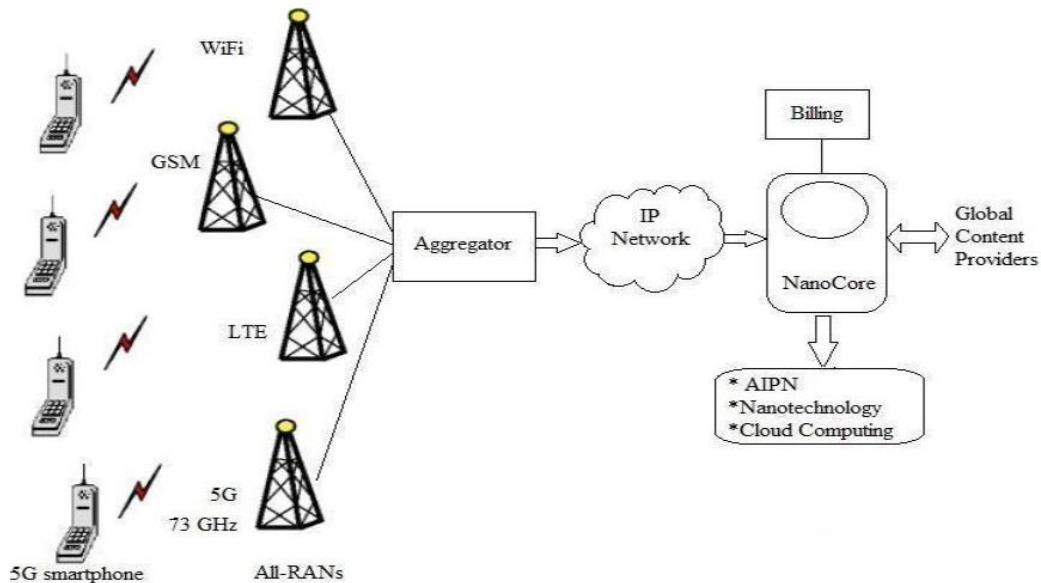 WiFi
GSM
LTE
5G
73 GHz
5G smartphone
All-RANs
Aggregator
IP
Network
Billing
NanoCore
Global
Content
Providers
* AIPN
*Nanotechnology
*Cloud Computing